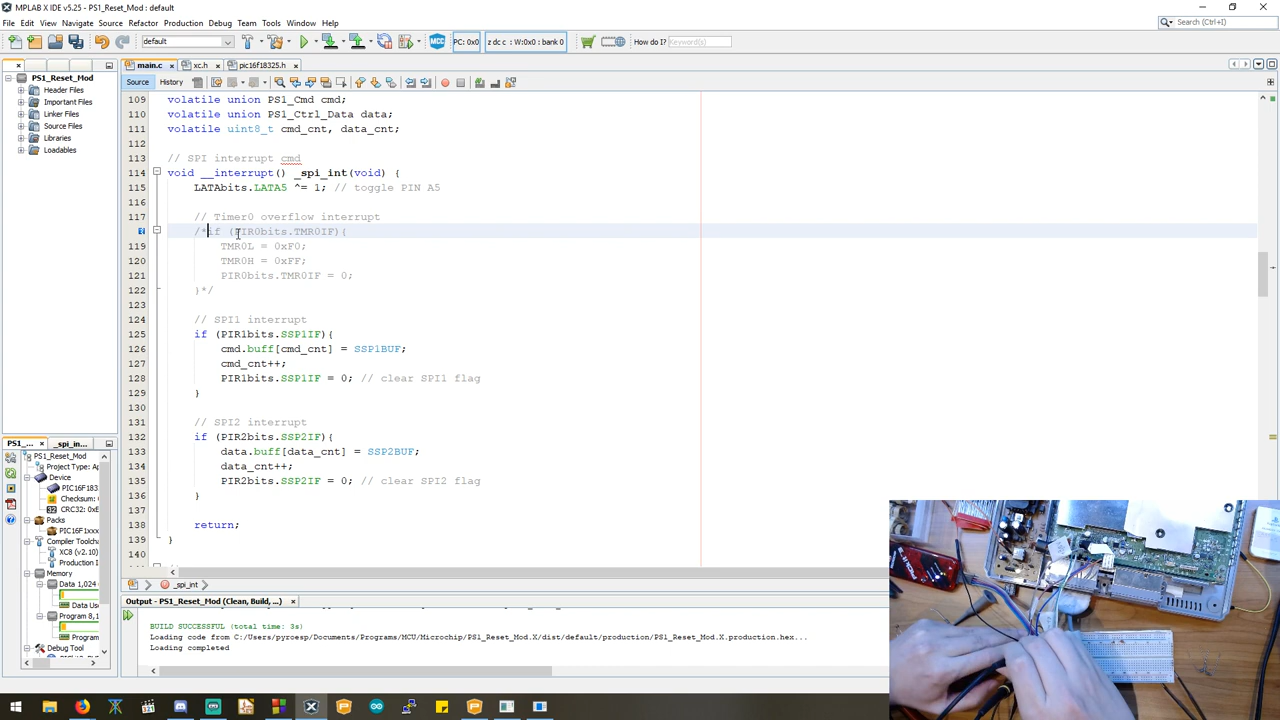 MPLAB X IDE v5.25 - PS1_Reset_Mod : default
File Edit View Navigate Source Refactor Production Debug Team Tools Window Help
Search (Ctrl+I)
default
PC: 0x0
z dc c : W:0x0 : bank 0
How do I?
Keyword(s)
main.c
xc.h
pic16f18325.h
Source
History
PS1_Reset_Mod
Header Files
Important Files
Linker Files
Source Files
Libraries
Loadables
109 volatile union PS1_Cmd cmd;
110 volatile union PS1_Ctrl_Data data;
111 volatile uint8_t cmd_cnt, data_cnt;
112
113 // SPI interrupt cmd
114 void __interrupt() _spi_int(void) {
115 LATAbits.LATA5 ^= 1; // toggle PIN A5
116
117 // Timer0 overflow interrupt
/*if (PIR0bits.TMR0IF){
119 TMR0L = 0xF0;
120 TMR0H = 0xFF;
121 PIR0bits.TMR0IF = 0;
122 }*/
123
124 // SPI1 interrupt
125 if (PIR1bits.SSP1IF){
126 cmd.buff[cmd_cnt] = SSP1BUF;
127 cmd_cnt++;
128 PIR1bits.SSP1IF = 0; // clear SPI1 flag
129 }
130
131 // SPI2 interrupt
132 if (PIR2bits.SSP2IF){
133 data.buff[data_cnt] = SSP2BUF;
134 data_cnt++;
135 PIR2bits.SSP2IF = 0; // clear SPI2 flag
136 }
137
138 return;
139 }
140
_spi_int
PS1_...
_spi_in...
PS1_Reset_Mod
Project Type: Ap
Device
PIC16F183
Checksum:
CRC32: 0xE
Packs
PIC16F1xxx
Compiler Toolcha
XC8 (v2.10)
Production I
Memory
Data 1,024
Data Us
Program 8,1
Program
Debug Tool
Output - PS1_Reset_Mod (Clean, Build, ...)
BUILD SUCCESSFUL (total time: 3s)
Loading code from C:/Users/pyroesp/Documents/Programs/MCU/Microchip/PS1_Reset_Mod.X/dist/default/production/PS1_Reset_Mod.X.production.hex...
Loading completed